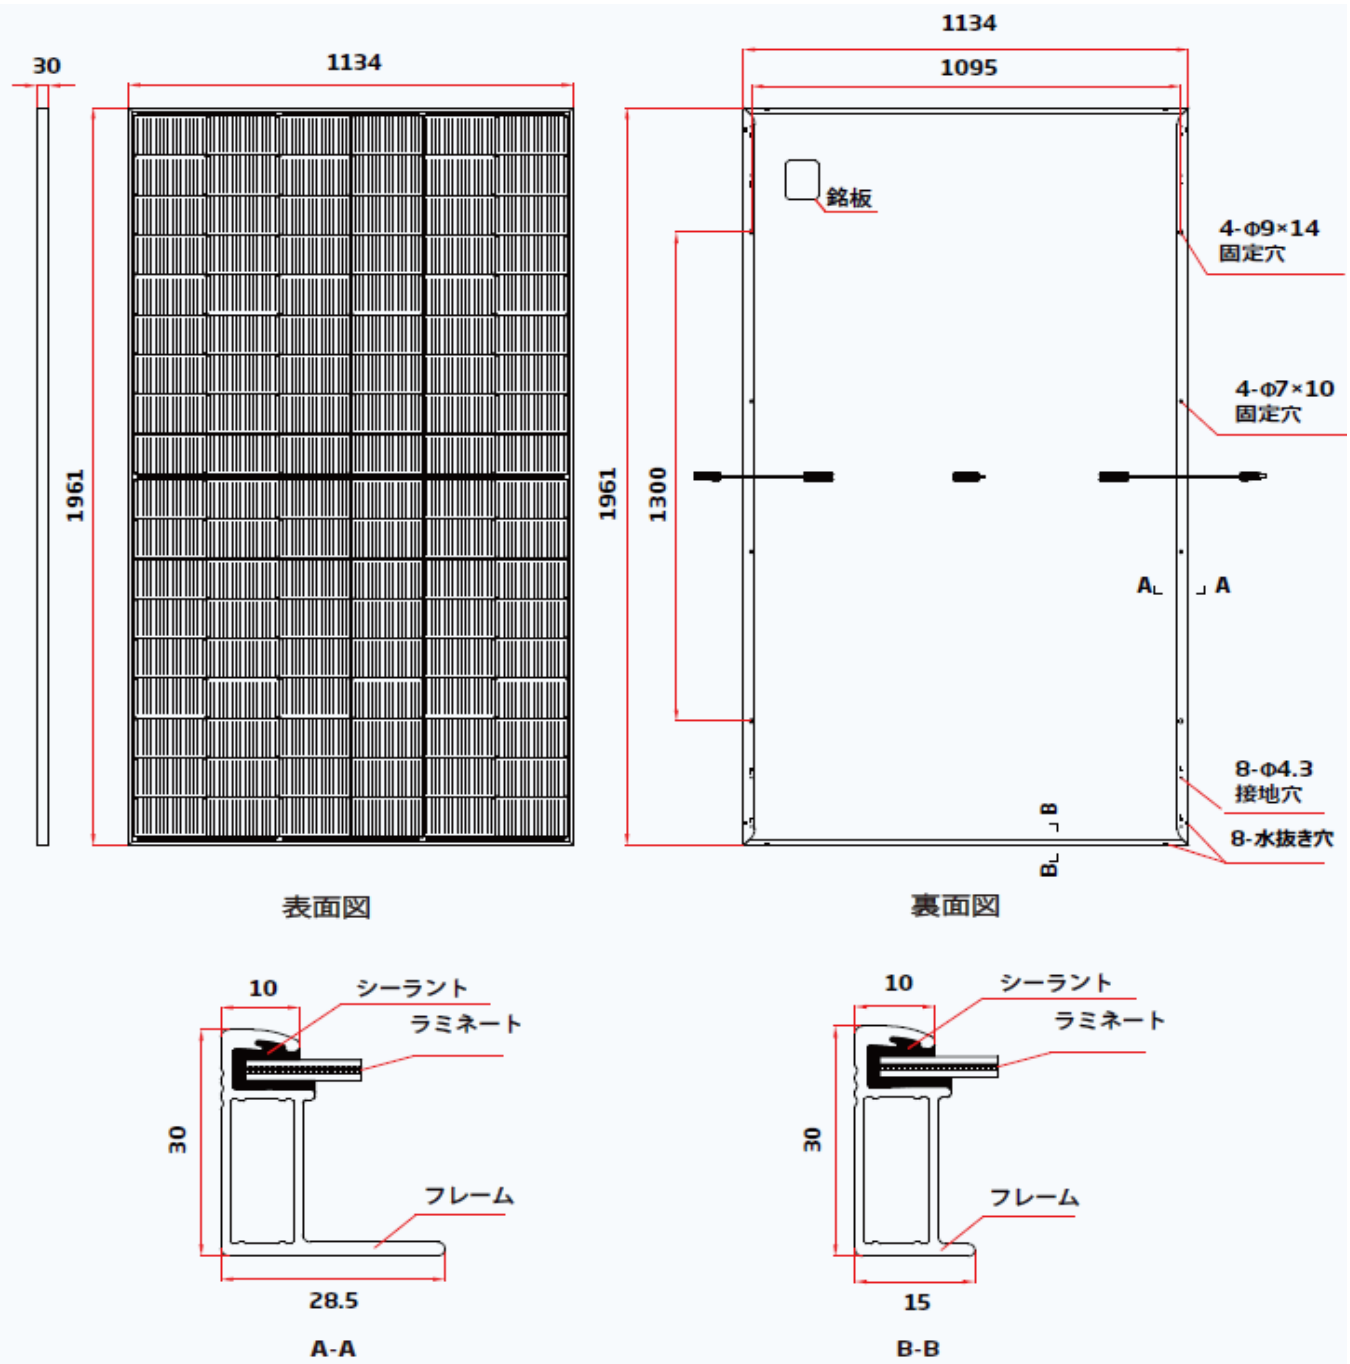 30
1134
1961
表面図
1134
1095
1961
1300
銘板
4-Φ9×14
固定穴
4-Φ7×10
固定穴
A
A
8-Φ4.3
接地穴
8-水抜き穴
B
B
裏面図
10
シーラント
ラミネート
30
フレーム
28.5
A-A
10
シーラント
ラミネート
30
フレーム
15
B-B